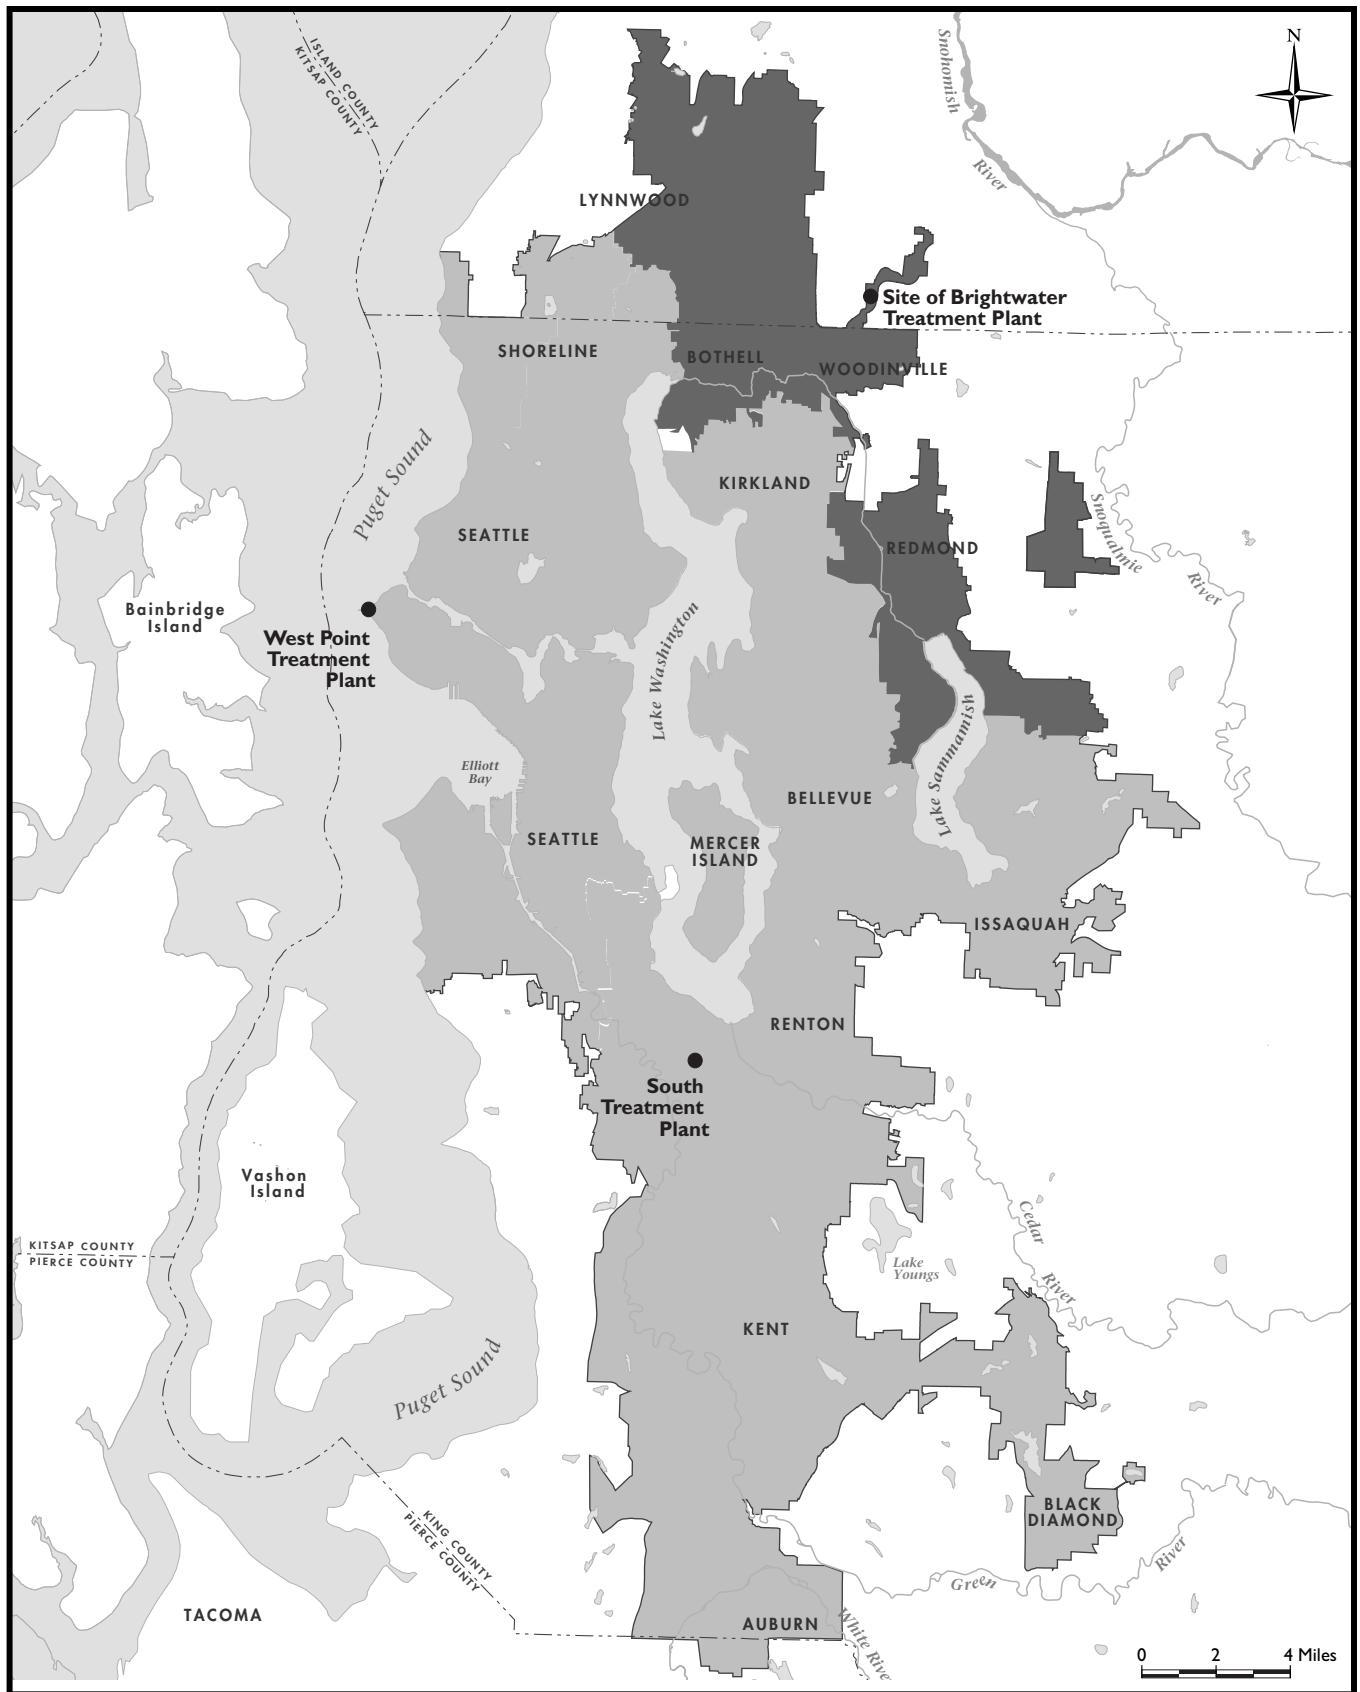 N
ISLAND COUNTY
KITSAP COUNTY
Snohomish
River
LYNNWOOD
Site of Brightwater
Treatment Plant
SHORELINE
BOTHELL
WOODINVILLE
Puget Sound
KIRKLAND
SEATTLE
REDMOND
Snoqualmie
River
Bainbridge
Island
West Point
Treatment
Plant
Lake Washington
Lake Sammamish
Elliott
Bay
BELLEVUE
SEATTLE
MERCER
ISLAND
ISSAQUAH
RENTON
South
Treatment
Plant
Vashon
Island
Cedar
River
KITSAP COUNTY
PIERCE COUNTY
Lake
Youngs
KENT
Puget Sound
BLACK
DIAMOND
KING COUNTY
PIERCE COUNTY
Green
River
TACOMA
AUBURN
White River
0 2 4 Miles